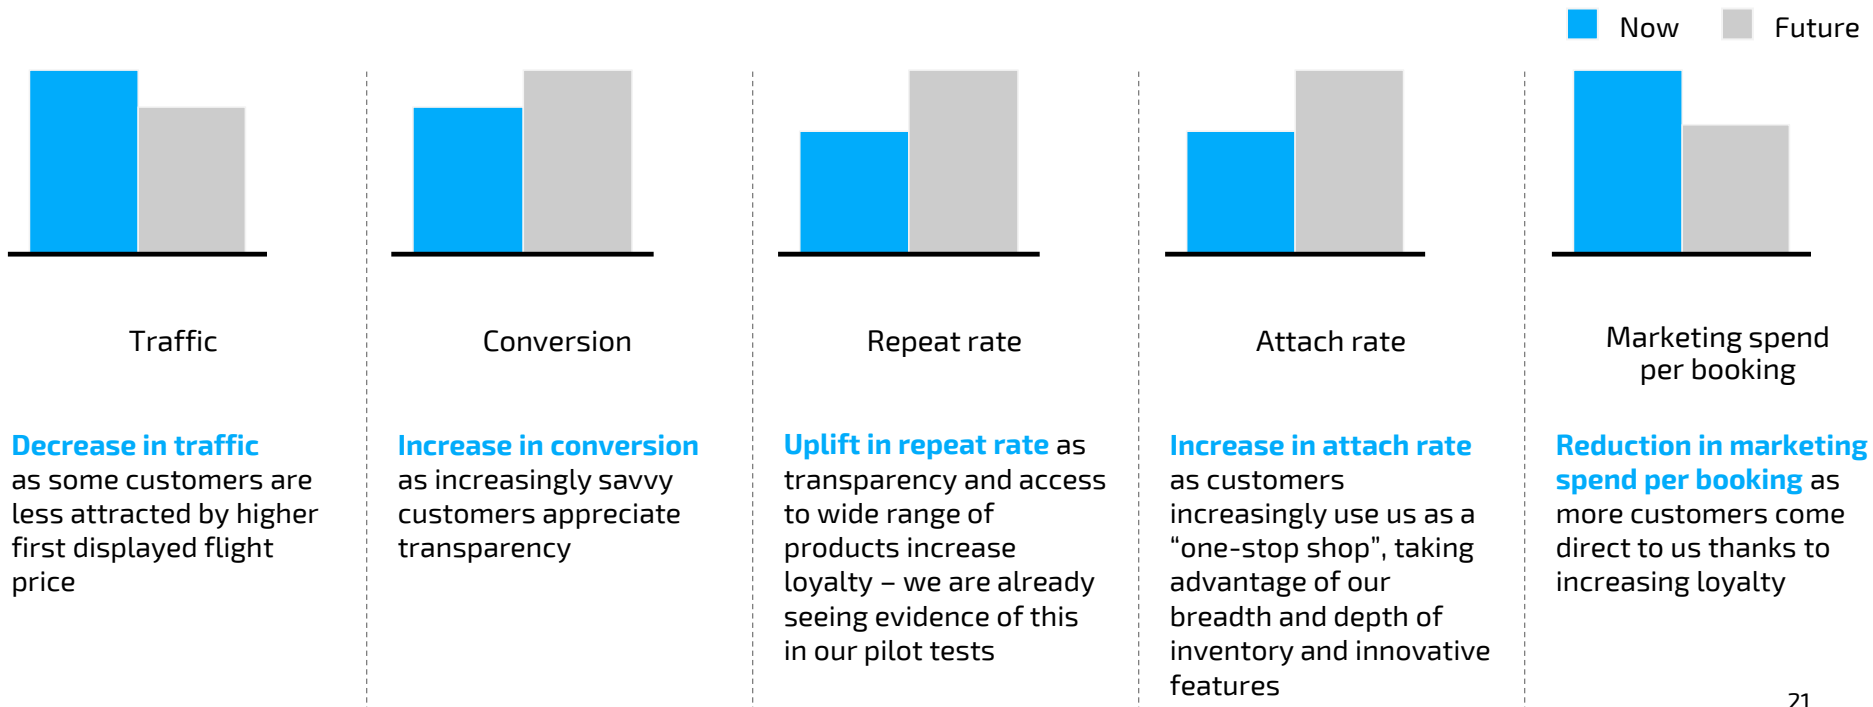 Now
Future
Traffic
Decrease in traffic
as some customers are
less attracted by higher
first displayed flight
price
Conversion
Increase in conversion
as increasingly savvy
customers appreciate
transparency
Repeat rate
Uplift in repeat rate as
transparency and access
to wide range of
products increase
loyalty – we are already
seeing evidence of this
in our pilot tests
Attach rate
Increase in attach rate
as customers
increasingly use us as a
“one-stop shop”, taking
advantage of our
breadth and depth of
inventory and innovative
features
Marketing spend
per booking
Reduction in marketing
spend per booking as
more customers come
direct to us thanks to
increasing loyalty
21